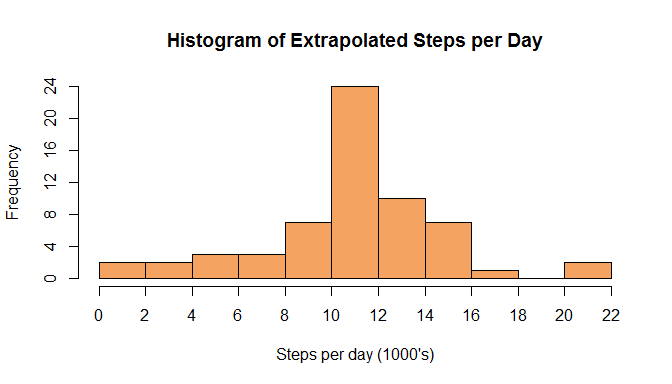 Histogram of Extrapolated Steps per Day
Frequency
24
20
16
12
8
4
0
0 2 4 6 8 10 12 14 16 18 20 22
Steps per day (1000's)